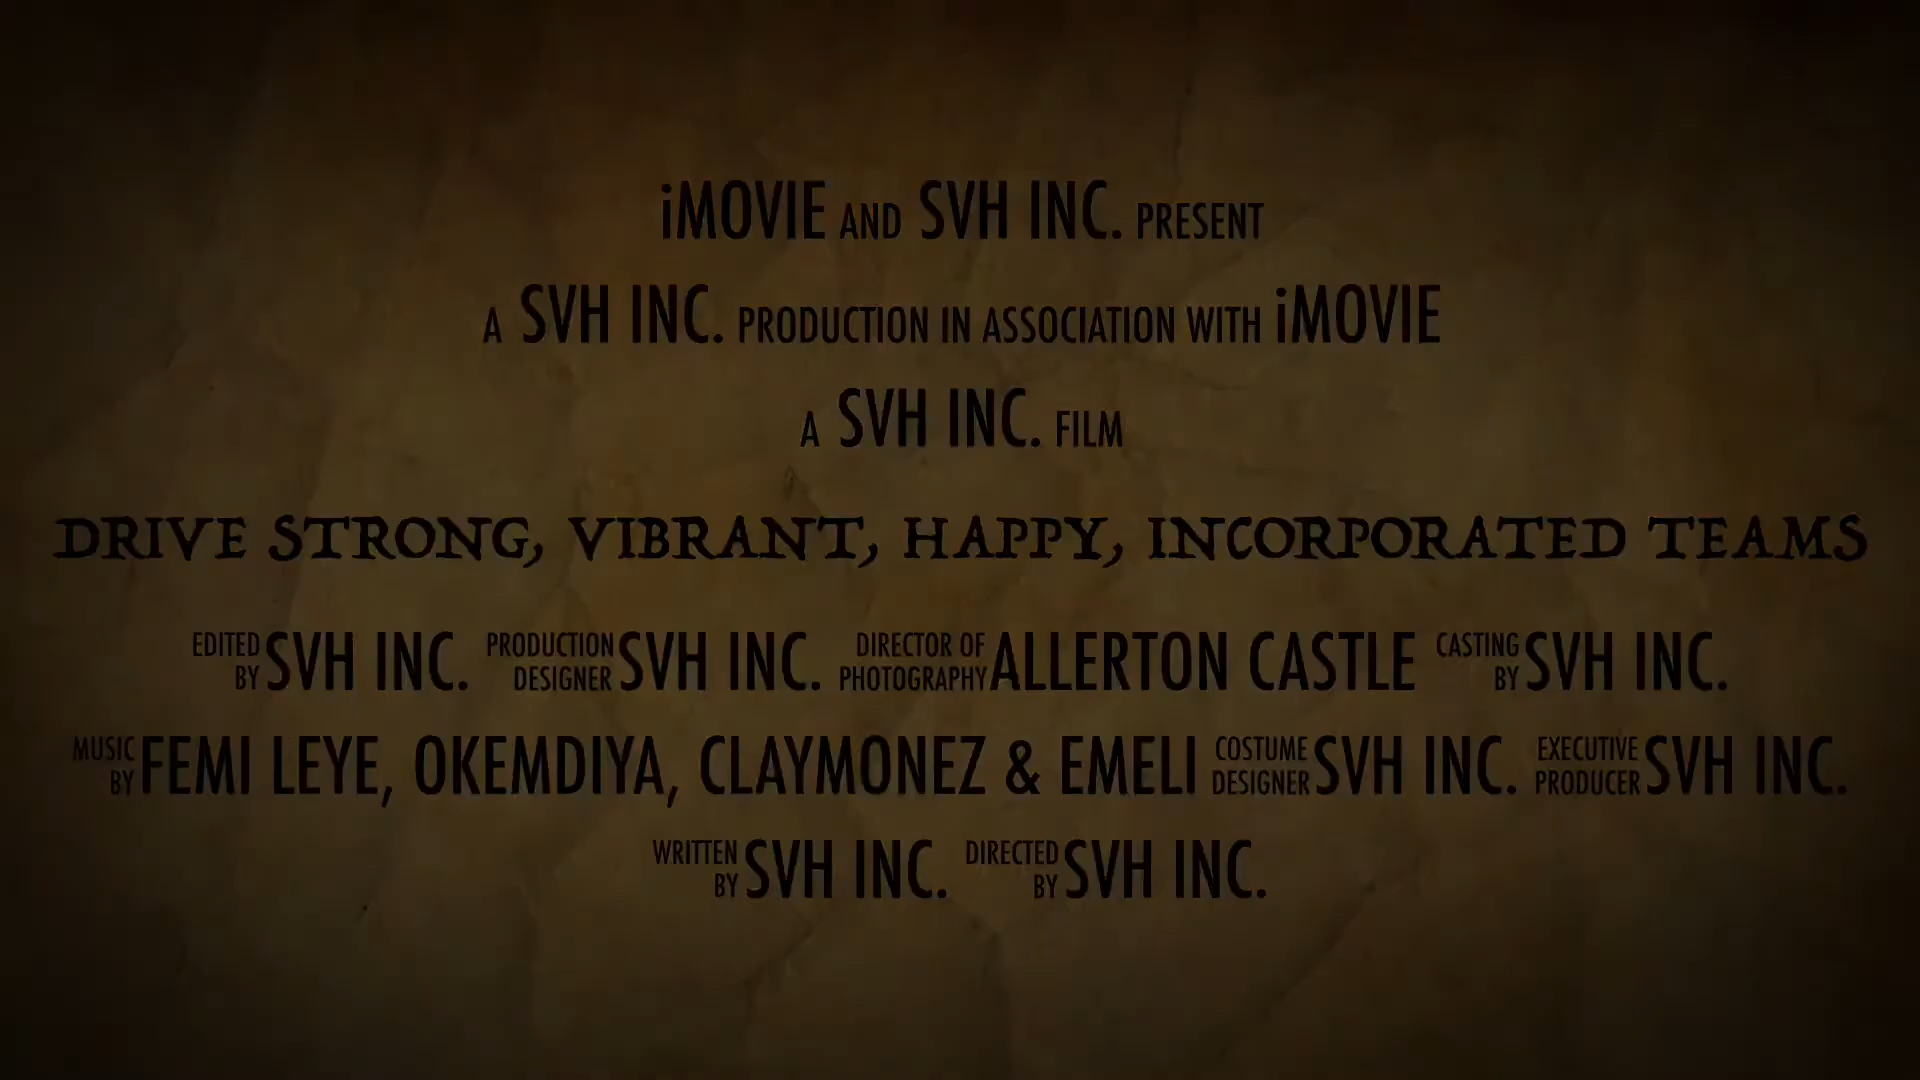 iMOVIE AND SVH INC. PRESENT
A SVH INC. PRODUCTION IN ASSOCIATION WITH iMOVIE
A SVH INC. FILM
DRIVE STRONG, VIBRANT, HAPPY, INCORPORATED TEAMS
EDITED BY SVH INC. PRODUCTION DESIGNER SVH INC. DIRECTOR OF PHOTOGRAPHY ALLERTON CASTLE CASTING BY SVH INC.
MUSIC BY FEMI LEYE, OKEMDIYA, CLAYMONEZ & EMELI COSTUME DESIGNER SVH INC. EXECUTIVE PRODUCER SVH INC.
WRITTEN BY SVH INC. DIRECTED BY SVH INC.